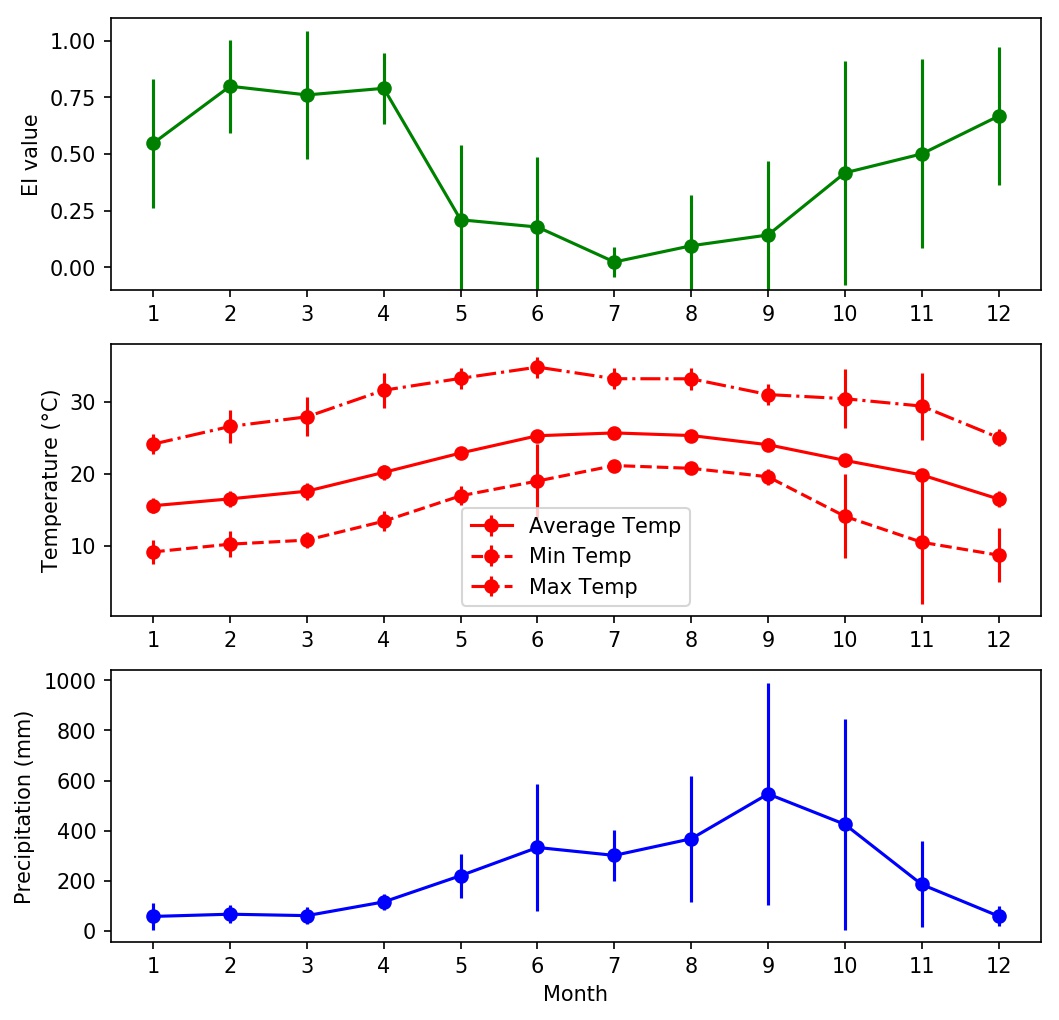 EI value
1.00
0.75
0.50
0.25
0.00
1 2 3 4 5 6 7 8 9 10 11 12
Temperature (°C)
30
20
10
Average Temp
Min Temp
Max Temp
1 2 3 4 5 6 7 8 9 10 11 12
Precipitation (mm)
1000
800
600
400
200
0
1 2 3 4 5 6 7 8 9 10 11 12
Month